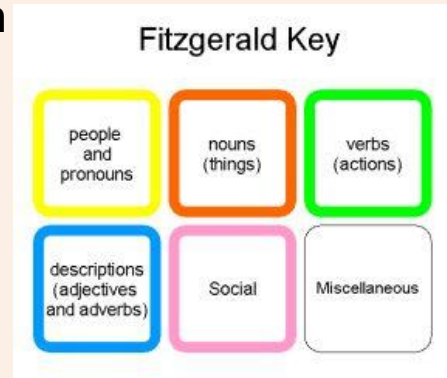 Fitzgerald Key
people
and
pronouns
nouns
(things)
verbs
(actions)
descriptions
(adjectives
and adverbs)
Social
Miscellaneous